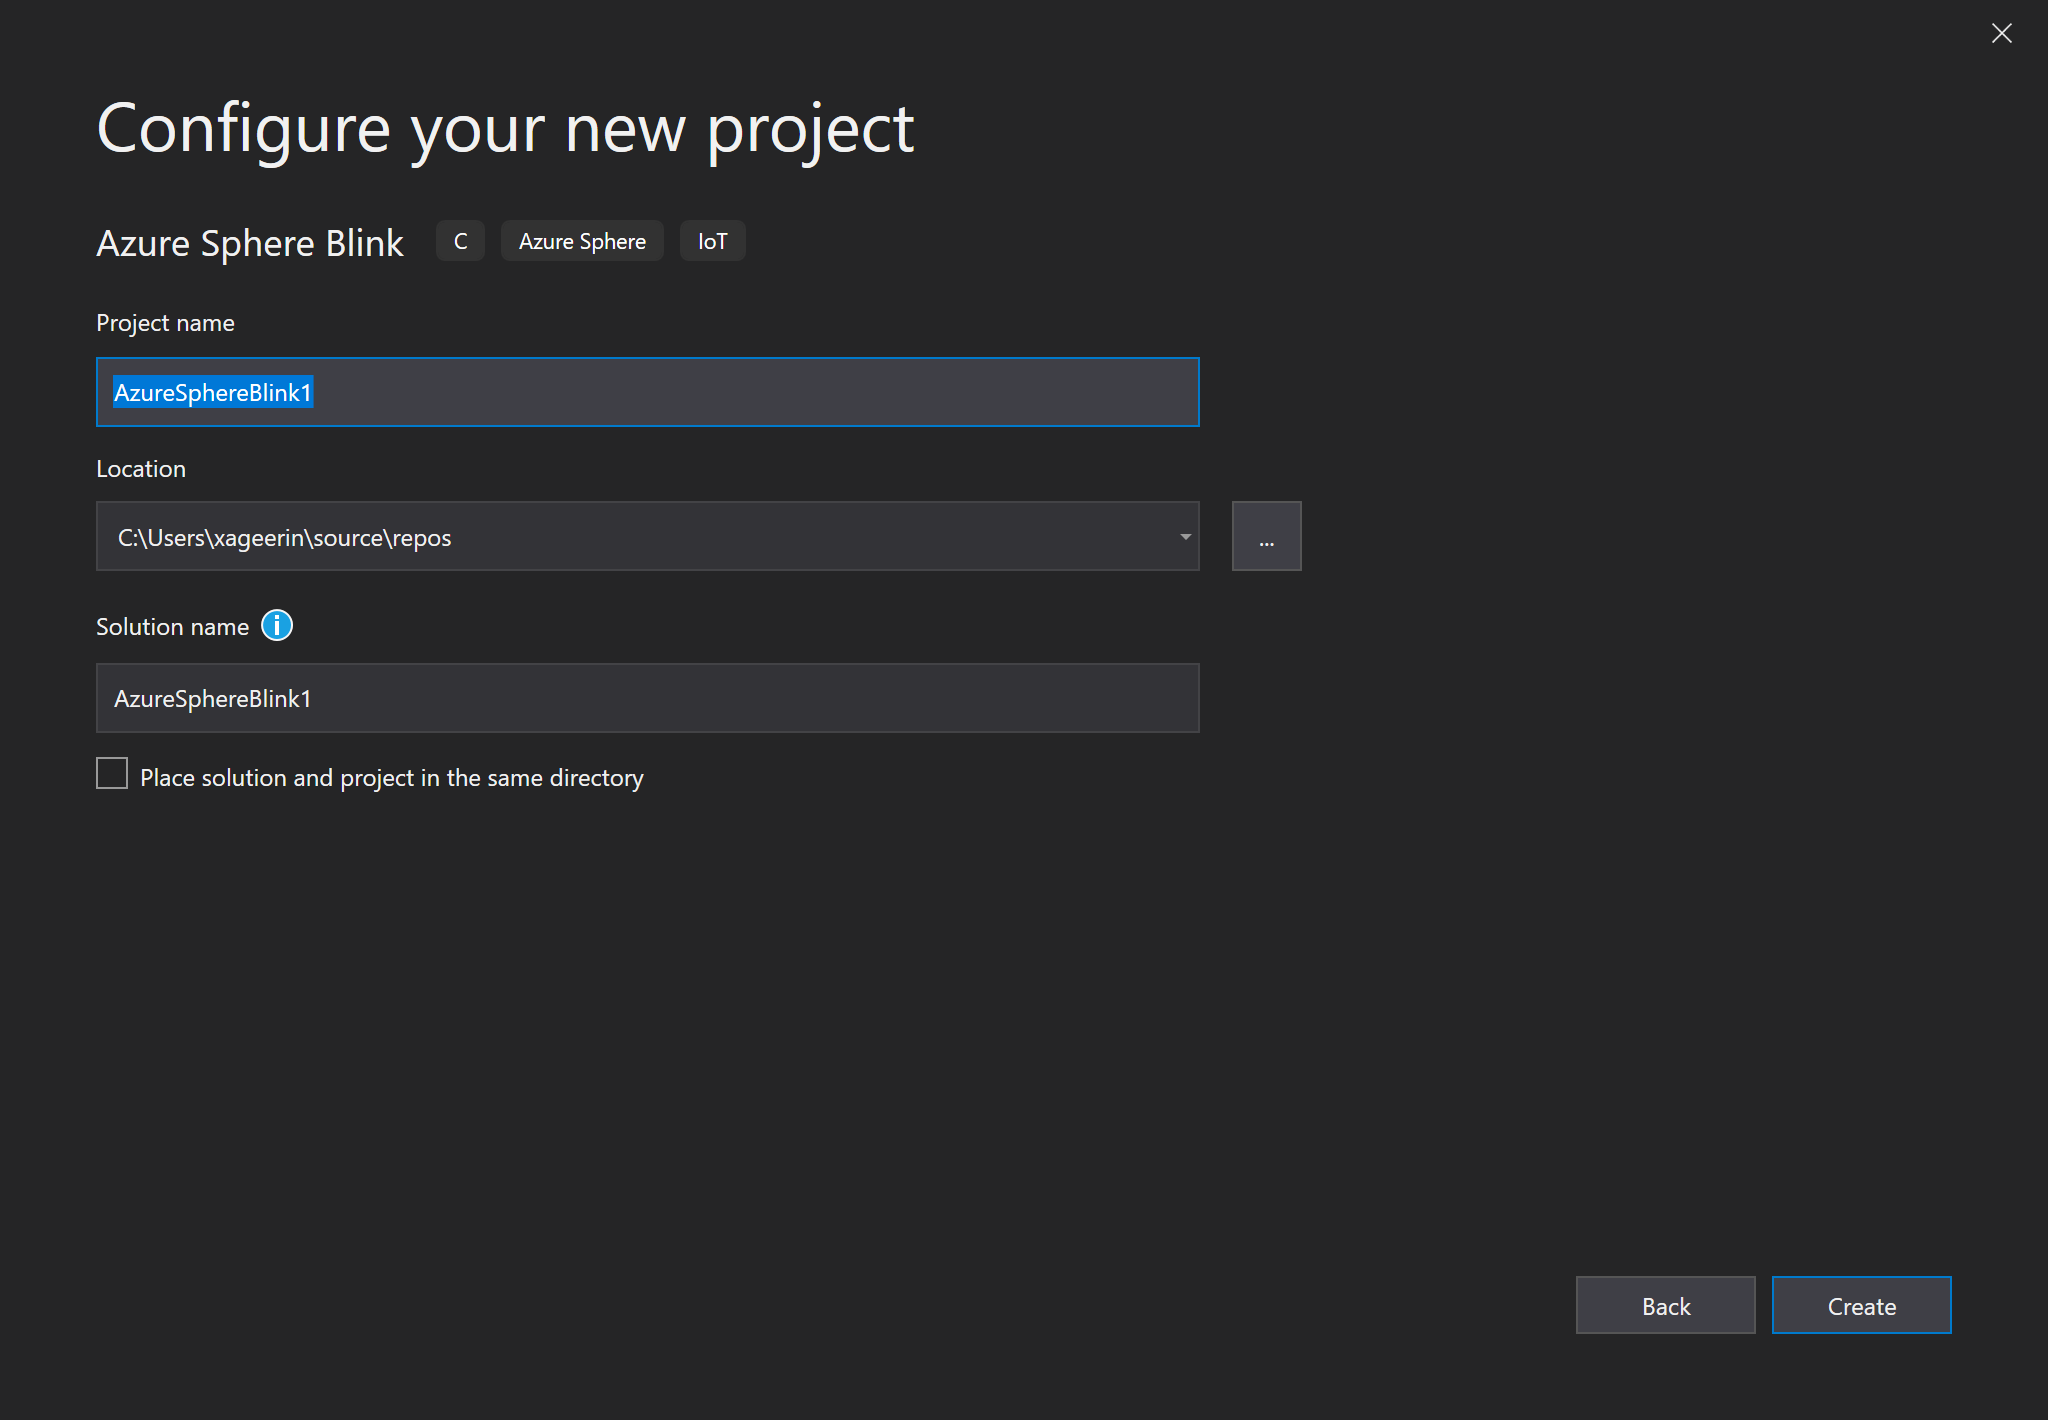 Configure your new project
Azure Sphere Blink C Azure Sphere IoT
Project name
AzureSphereBlink1
Location
C:\Users\xageerin\source\repos
...
Solution name
AzureSphereBlink1
Place solution and project in the same directory
Back Create